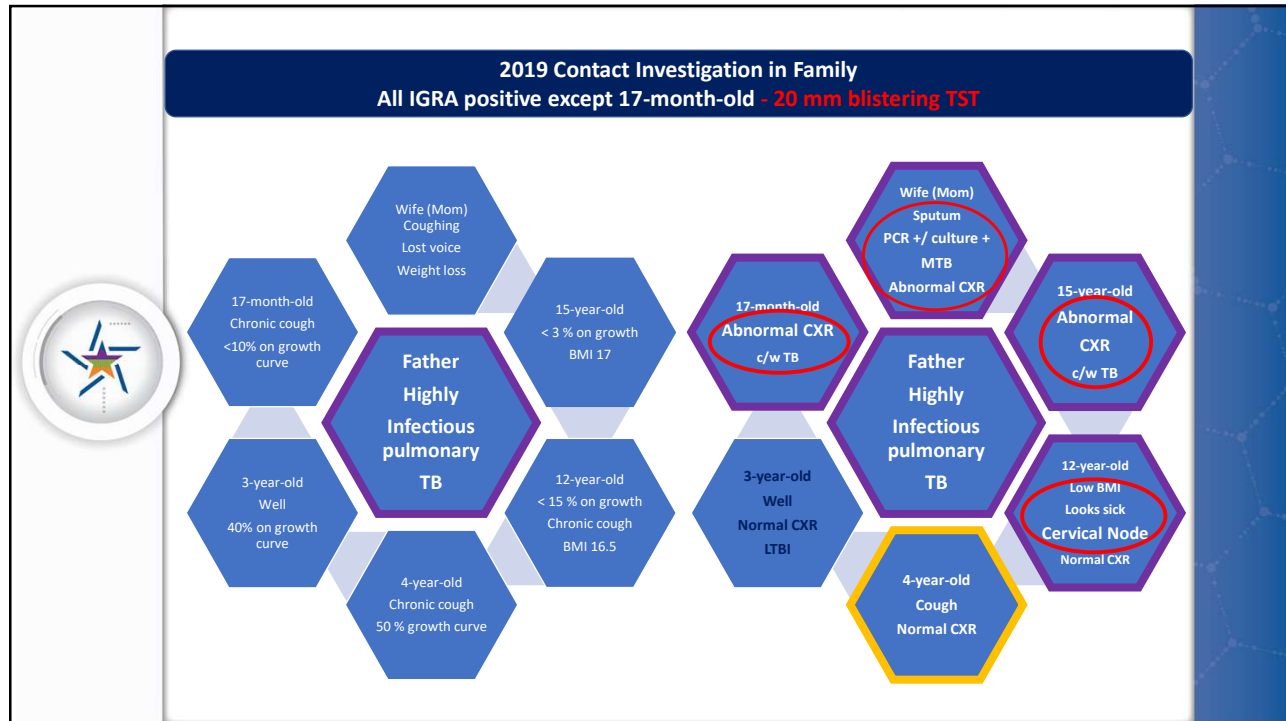 2019 Contact Investigation in Family
All IGRA positive except 17-month-old - 20 mm blistering TST
Wife (Mom)
Coughing
Lost voice
Weight loss
15-year-old
< 3 % on growth
BMI 17
12-year-old
< 15 % on growth
Chronic cough
BMI 16.5
4-year-old
Chronic cough
50 % growth curve
3-year-old
Well
40% on growth
curve
17-month-old
Chronic cough
<10% on growth
curve
Father
Highly
Infectious
pulmonary
TB
Wife (Mom)
Sputum
PCR +/ culture +
MTB
Abnormal CXR
15-year-old
Abnormal
CXR
c/w TB
12-year-old
Low BMI
Looks sick
Cervical Node
Normal CXR
4-year-old
Cough
Normal CXR
3-year-old
Well
Normal CXR
LTBI
17-month-old
Abnormal CXR
c/w TB
Father
Highly
Infectious
pulmonary
TB